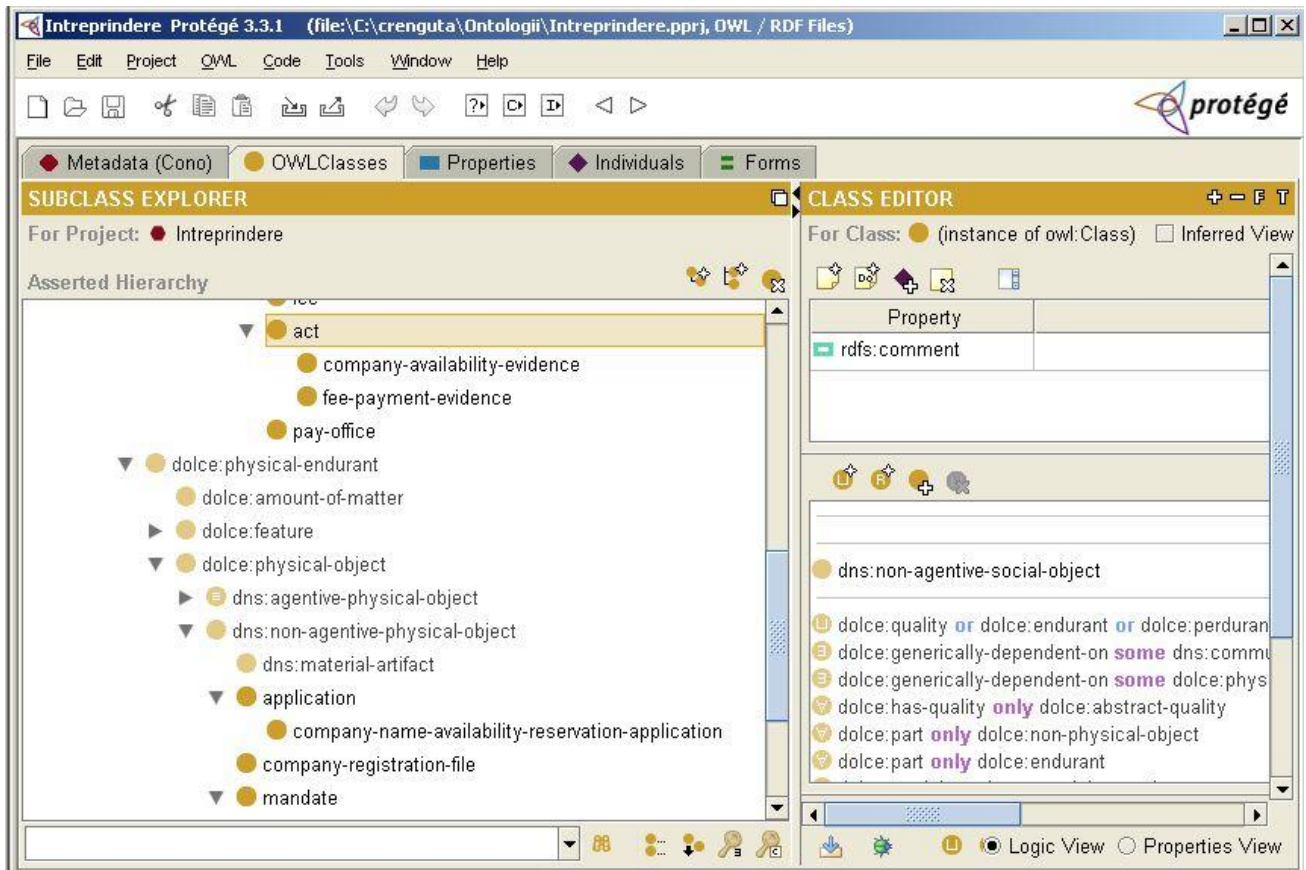 Intreprindere Protégé 3.3.1 (file:\C:\crenguta\Ontologii\Intreprindere.pprj, OWL / RDF Files)
File Edit Project OWL Code Tools Window Help
protégé
Metadata (Cono) OWLClasses Properties Individuals Forms
SUBCLASS EXPLORER
For Project: Intreprindere
Asserted Hierarchy
fee
act
company-availability-evidence
fee-payment-evidence
pay-office
dolce:physical-endurant
dolce:amount-of-matter
dolce:feature
dolce:physical-object
dns:agentive-physical-object
dns:non-agentive-physical-object
dns:material-artifact
application
company-name-availability-reservation-application
company-registration-file
mandate
CLASS EDITOR
F T
For Class: (instance of owl:Class) Inferred View
Property
rdfs:comment
dns:non-agentive-social-object
dolce:quality or dolce:endurant or dolce:perduran
dolce:generically-dependent-on some dns:commu
dolce:generically-dependent-on some dolce:phys
dolce:has-quality only dolce:abstract-quality
dolce:part only dolce:non-physical-object
dolce:part only dolce:endurant
Logic View Properties View